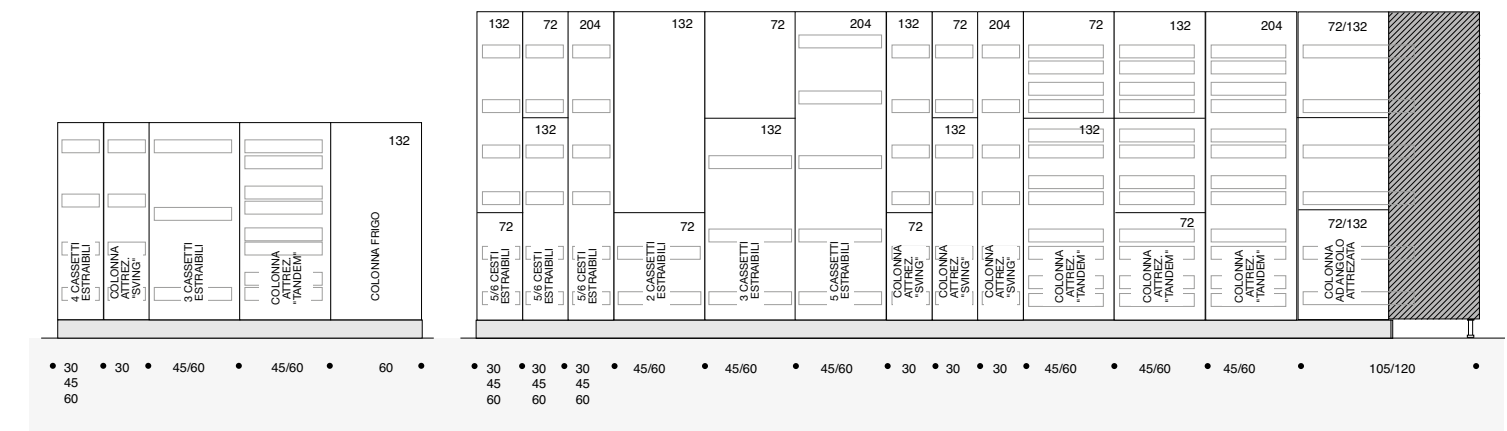 132 72 204 132 72 204 132 72 204 72 132 204 72/132
132 132 132 132 132
72 72 72 72 72/132
4 CASSETTI
ESTRAIBILI
COLONNA
ATTREZ.
"SVING"
3 CASSETTI
ESTRAIBILI
COLONNA
ATTREZ.
"TANDEM"
COLONNA FRIGO
5/6 CESTI
ESTRAIBILI
5/6 CESTI
ESTRAIBILI
5/6 CESTI
ESTRAIBILI
2 CASSETTI
ESTRAIBILI
3 CASSETTI
ESTRAIBILI
5 CASSETTI
ESTRAIBILI
COLONNA
ATTREZ.
"SVING"
COLONNA
ATTREZ.
"SVING"
COLONNA
ATTREZ.
"SVING"
COLONNA
ATTREZ.
"TANDEM"
COLONNA
ATTREZ.
"TANDEM"
COLONNA
ATTREZ.
"TANDEM"
COLONNA
AD ANGOLO
ATTREZATA
30 30 45/60 45/60 60 30 30 30 45/60 45/60 45/60 30 30 30 45/60 45/60 45/60 105/120
45 45 45 45
60 60 60 60